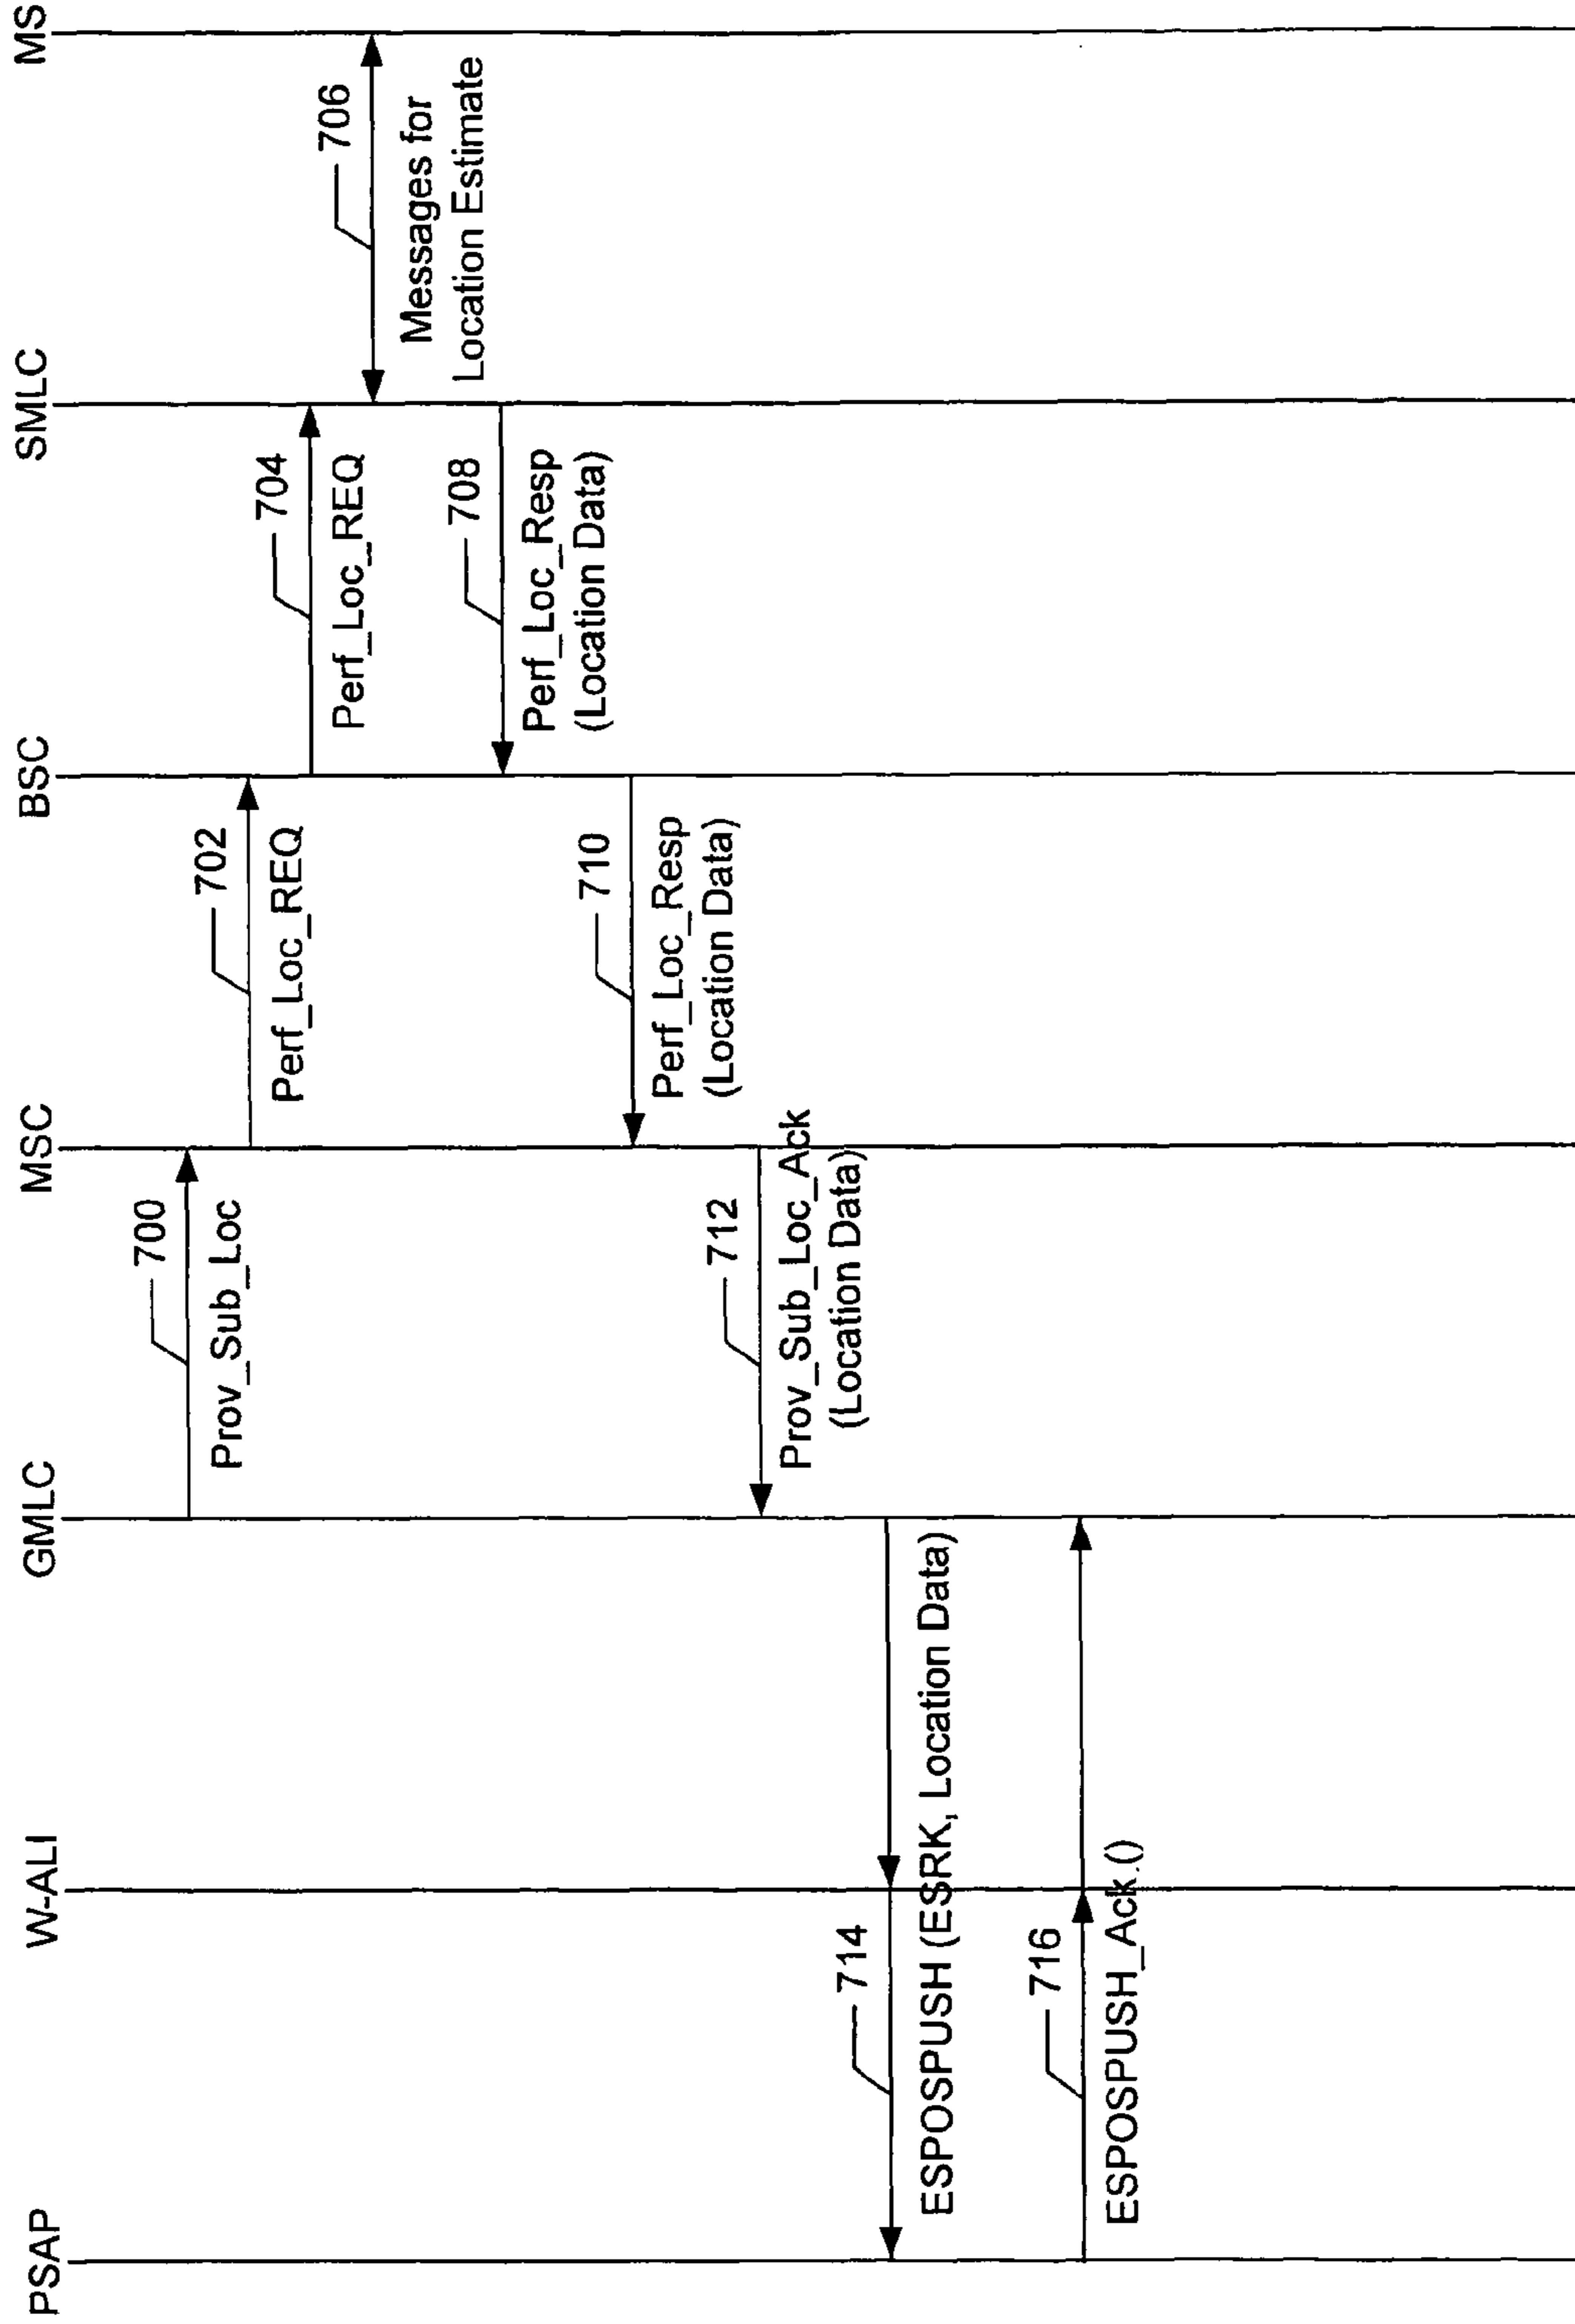 PSAP
W-ALI
GMLC
MSC
BSC
SMLC
MS
700
Prov_Sub_Loc
702
Perf_Loc_REQ
704
Perf_Loc_REQ
706
Messages for
Location Estimate
708
Perf_Loc_Resp
(Location Data)
710
Perf_Loc_Resp
(Location Data)
712
Prov_Sub_Loc_Ack
(Location Data)
714
ESPOSPUSH (ESRK, Location Data)
716
ESPOSPUSH_Ack.()